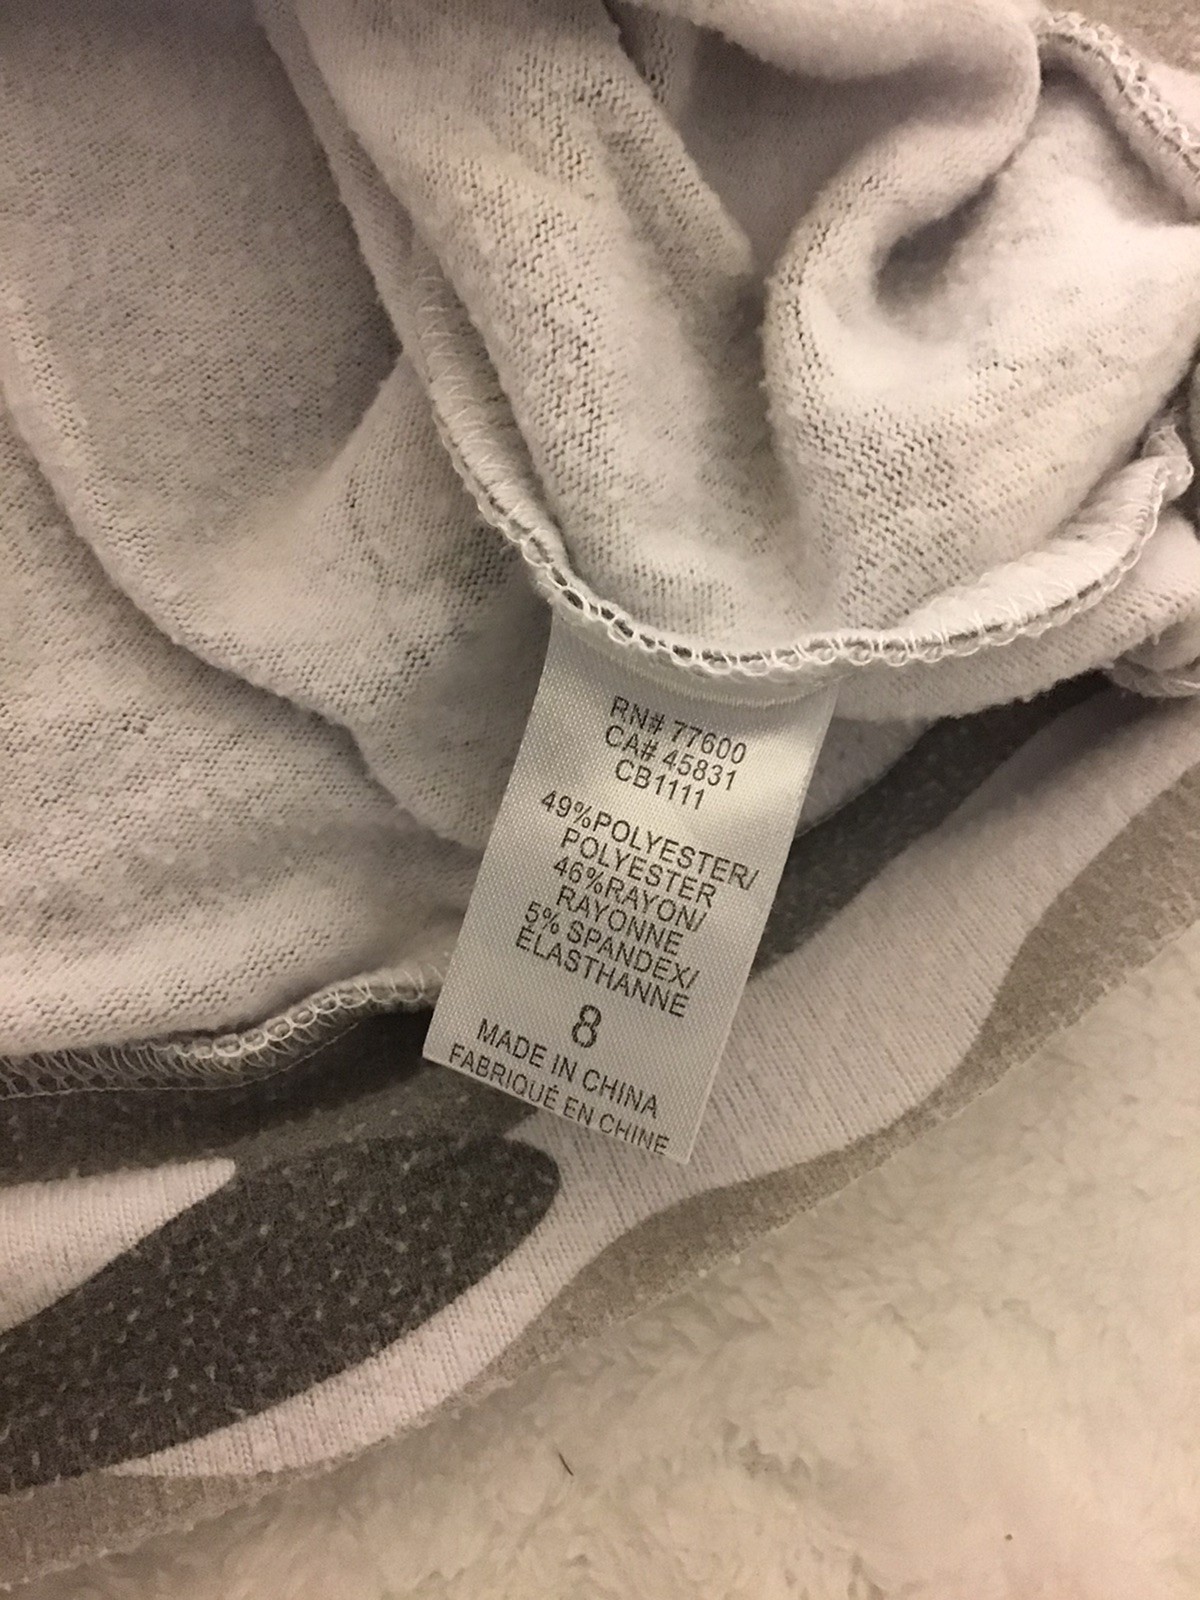 RN# 77600
CA# 45831
CB1111
49%POLYESTER/
POLYESTER
46%RAYON/
RAYONNE
5% SPANDEX/
ÉLASTHANNE
8
MADE IN CHINA
FABRIQUÉ EN CHINE